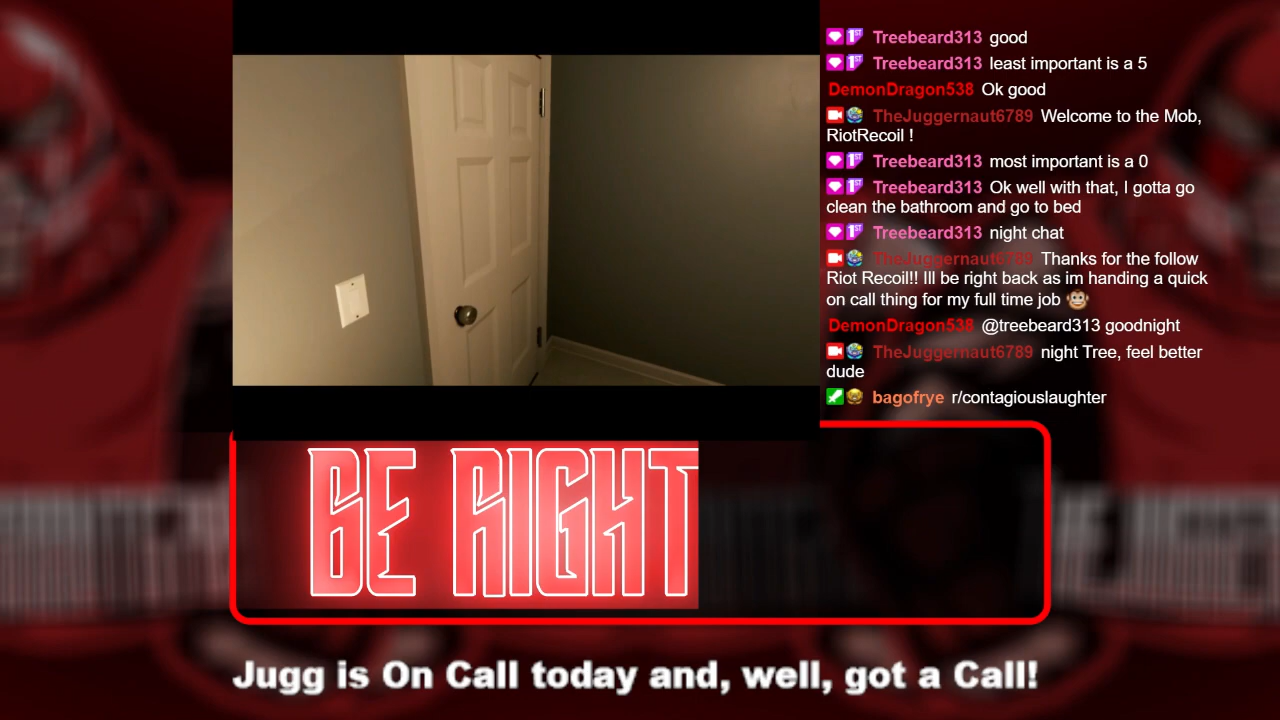 Treebeard313 good
Treebeard313 least important is a 5
DemonDragon538 Ok good
TheJuggernaut6789 Welcome to the Mob,
RiotRecoil !
Treebeard313 most important is a 0
Treebeard313 Ok well with that, I gotta go
clean the bathroom and go to bed
Treebeard313 night chat
TheJuggernaut6789 Thanks for the follow
Riot Recoil!! Ill be right back as im handing a quick
on call thing for my full time job
DemonDragon538 @treebeard313 goodnight
TheJuggernaut6789 night Tree, feel better
dude
bagofrye r/contagiouslaughter
BE RIGHT
Jugg is On Call today and, well, got a Call!